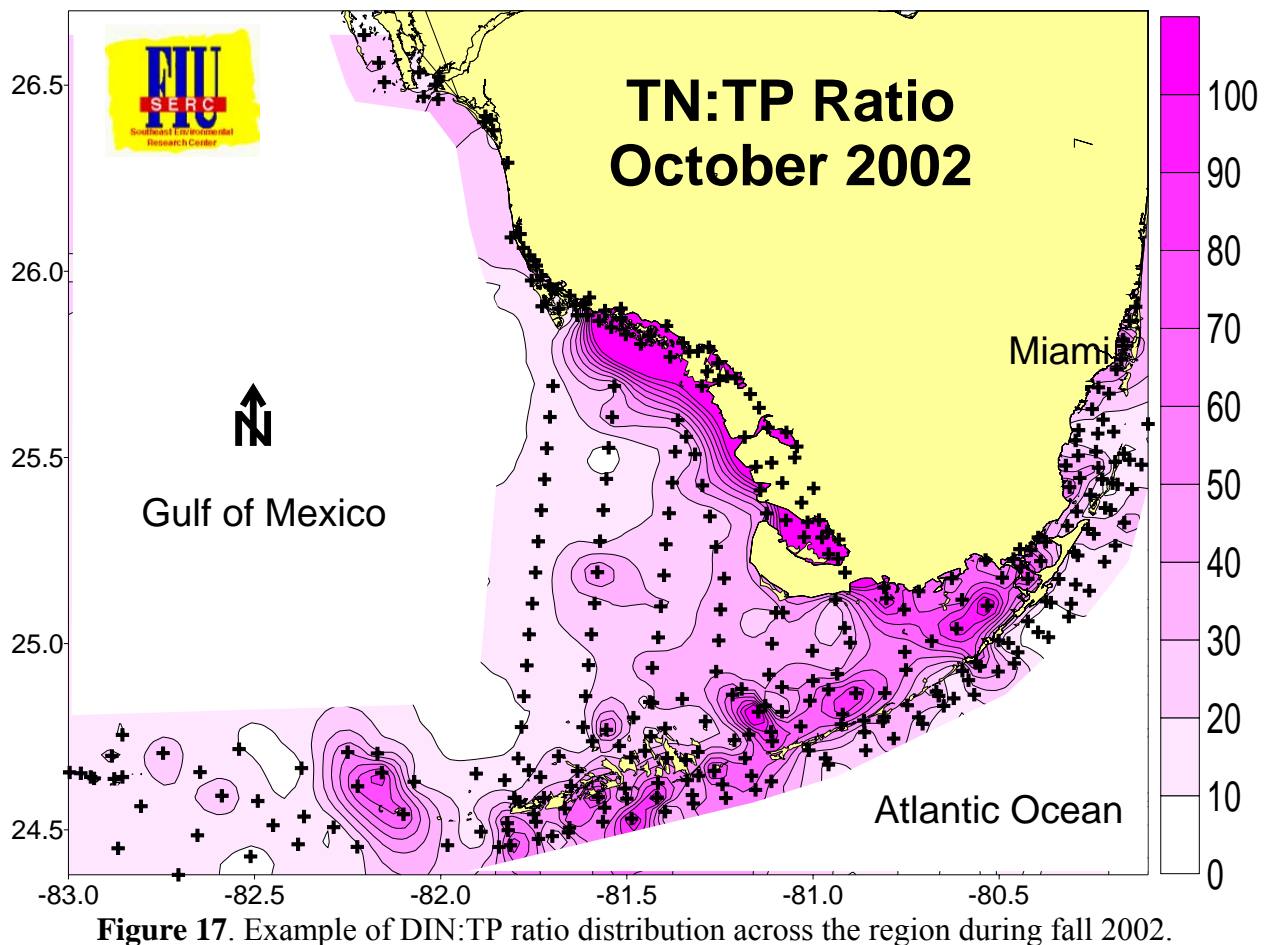 FIU
SERC
Southeast Environmental
Research Center
TN:TP Ratio
October 2002
Miami
N
Gulf of Mexico
Atlantic Ocean
26.5
26.0
25.5
25.0
24.5
-83.0
-82.5
-82.0
-81.5
-81.0
-80.5
100
90
80
70
60
50
40
30
20
10
0
Figure 17. Example of DIN:TP ratio distribution across the region during fall 2002.